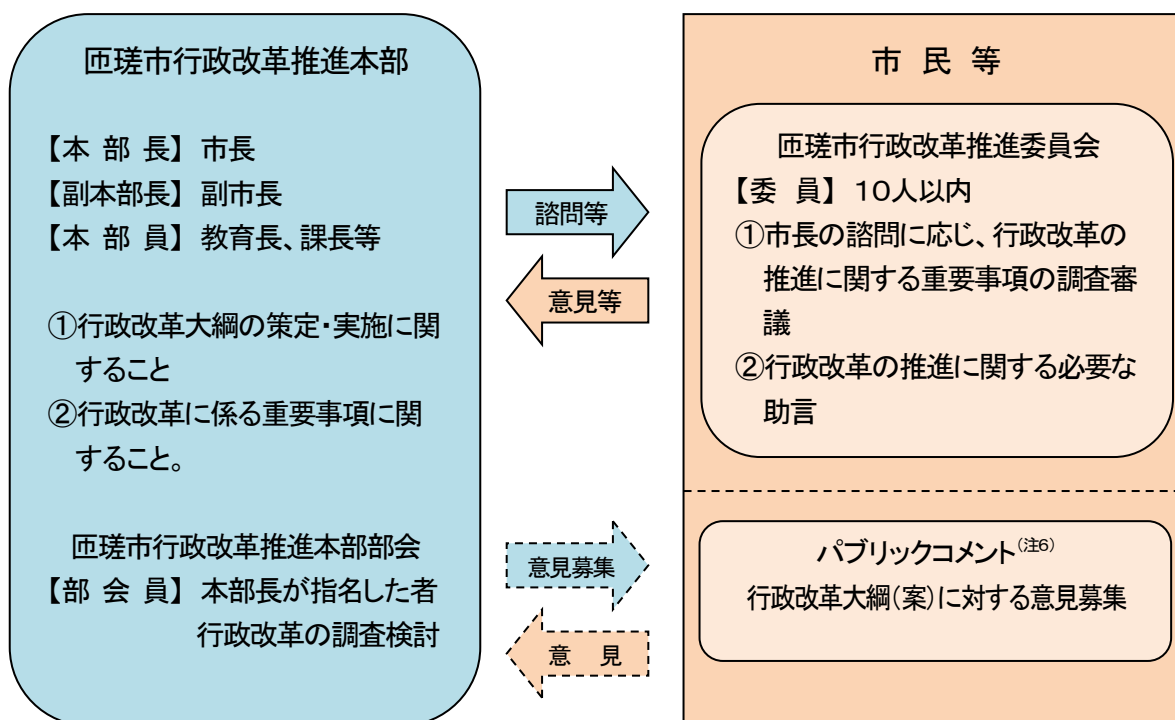 匝瑳市行政改革推進本部
【本 部 長】 市長
【副本部長】 副市長
【本 部 員】 教育長、課長等
①行政改革大綱の策定・実施に関
すること
②行政改革に係る重要事項に関
すること。
匝瑳市行政改革推進本部部会
【部 会 員】 本部長が指名した者
行政改革の調査検討
諮問等
意見等
意見募集
意 見
市 民 等
匝瑳市行政改革推進委員会
【委 員】 10人以内
①市長の諮問に応じ、行政改革の
推進に関する重要事項の調査審
議
②行政改革の推進に関する必要な
助言
パブリックコメント(注6)
行政改革大綱(案)に対する意見募集